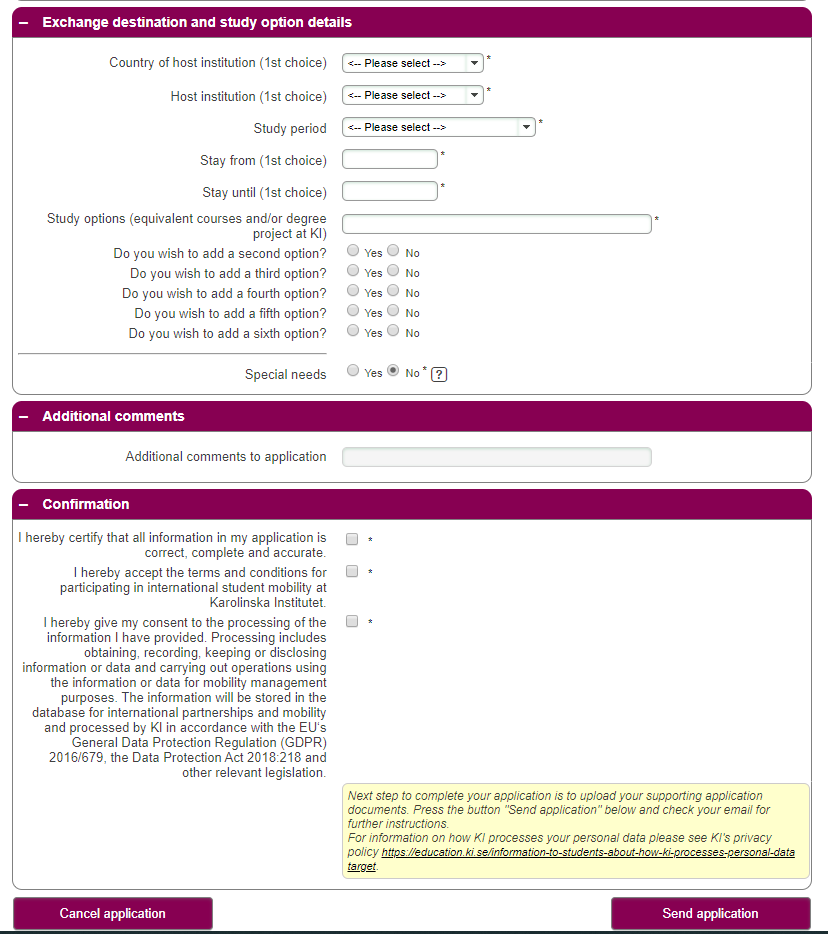 – Exchange destination and study option details
Country of host institution (1st choice) <-- Please select --> *
Host institution (1st choice) <-- Please select --> *
Study period <-- Please select --> *
Stay from (1st choice) *
Stay until (1st choice) *
Study options (equivalent courses and/or degree
project at KI) *
Do you wish to add a second option? Yes No
Do you wish to add a third option? Yes No
Do you wish to add a fourth option? Yes No
Do you wish to add a fifth option? Yes No
Do you wish to add a sixth option? Yes No
Special needs Yes No * ?
– Additional comments
Additional comments to application
– Confirmation
I hereby certify that all information in my application is *
correct, complete and accurate.
I hereby accept the terms and conditions for *
participating in international student mobility at
Karolinska Institutet.
I hereby give my consent to the processing of the *
information I have provided. Processing includes
obtaining, recording, keeping or disclosing
information or data and carrying out operations using
the information or data for mobility management
purposes. The information will be stored in the
database for international partnerships and mobility
and processed by KI in accordance with the EU's
General Data Protection Regulation (GDPR)
2016/679, the Data Protection Act 2018:218 and
other relevant legislation.
Next step to complete your application is to upload your supporting application
documents. Press the button "Send application" below and check your email for
further instructions.
For information on how KI processes your personal data please see KI's privacy
policy https://education.ki.se/information-to-students-about-how-ki-processes-personal-data
target.
Cancel application Send application